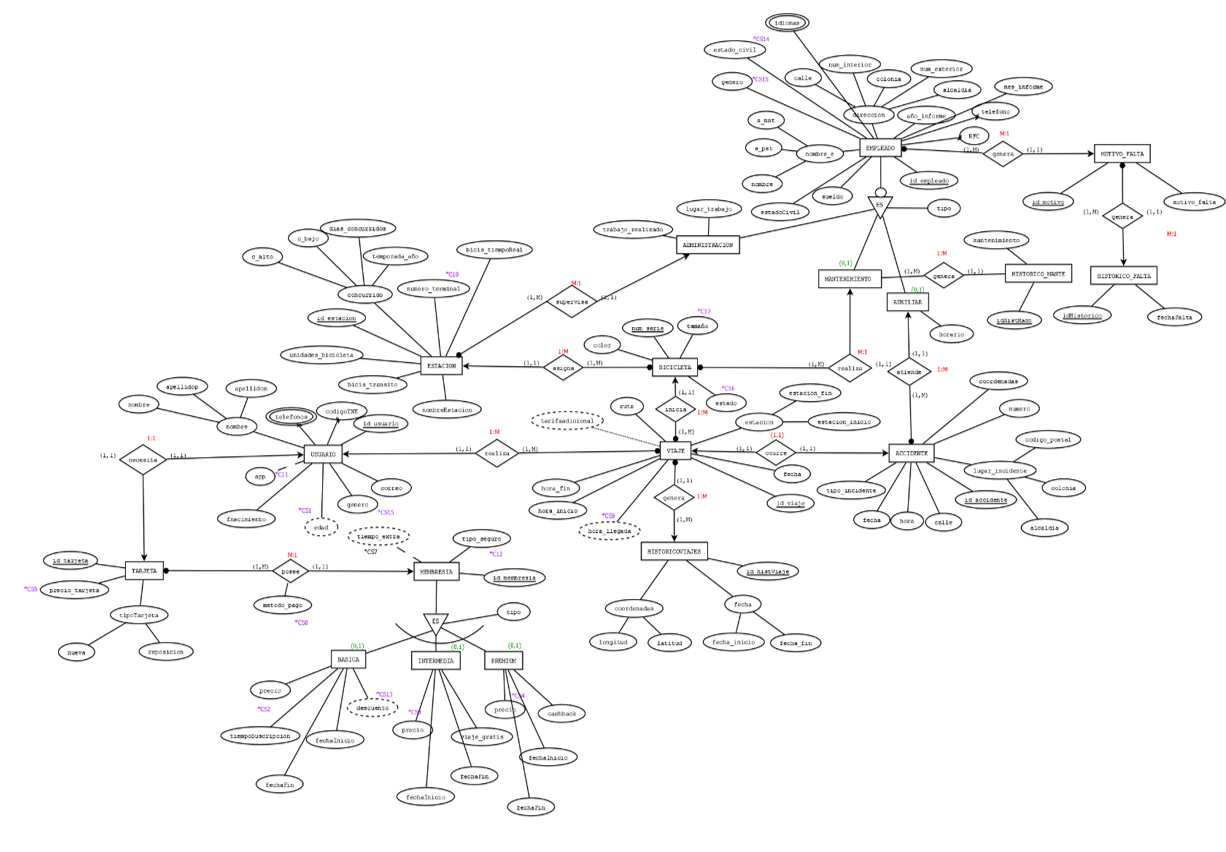 idiomas
*CS14
estado_civil
num_interior
num_exterior
genero
*CS15
calle
colonia
alcaldia
mes_informe
direccion
año_informe
telefono
a_mat
RFC
M:1
EMPLEADO
(1,M)
genera
(1,1)
MOTIVO_FALTA
a_pat
nombre_e
nombre
id_empleado
sueldo
estadoCivil
ES
tipo
id_motivo
motivo_falta
(1,M)
genera
(1,1)
M:1
lugar_trabajo
trabajo_realizado
ADMINISTRACION
mantenimiento
1:M
(0,1)
MANTENIMIENTO
(1,M)
genera
(1,1)
HISTORICO_MANTE
HISTORICO_FALTA
(0,1)
AUXILIAR
idHistMant
idHistorico
fechaFalta
horario
dias_concurridos
c_bajo
bicis_tiempoReal
c_alto
temporada_año
*C10
concurrido
numero_terminal
M:1
(1,M)
supervisa
(1,1)
id_estacion
*C17
num_serie
tamaño
color
unidades_bicicleta
ESTACION
1:M
(1,1)
asigna
(1,M)
BICICLETA
M:1
(1,M)
realiza
(1,1)
(1,1)
atiende
1:M
(1,M)
bicis_transito
nombreEstacion
*C16
estado
(1,1)
inicia
1:M
(1,M)
coordenadas
apellidop
apellidom
nombre
nombre
telefonos
codigoINE
id_usuario
ruta
tarifaadicional
estacion_fin
estacion
estacion_inicio
numero
codigo_postal
1:1
(1,1)
necesita
(1,1)
USUARIO
1:M
realiza
(1,M)
VIAJE
(1,1)
(1,1)
ocurre
(1,1)
ACCIDENTE
lugar_incidente
colonia
alcaldia
app
*C11
correo
genero
*CS15
fnacimiento
*CS1
edad
hora_fin
hora_inicio
(1,1)
genera
1:M
(1,M)
fecha
id_viaje
*CS9
hora_llegada
tipo_incidente
fecha
hora
calle
id_accidente
tiempo_extra
*CS7
tipo_seguro
*C12
HISTORICOVIAJES
id_histViaje
id_tarjeta
*CS5
precio_tarjeta
TARJETA
M:1
(1,M)
posee
(1,1)
MEMBRESIA
id_membresia
metodo_pago
*CS8
tipoTarjeta
nueva
reposicion
ES
tipo
coordenadas
longitud
latitud
fecha
fecha_inicio
fecha_fin
(0,1)
BASICA
(0,1)
INTERMEDIA
(0,1)
PREMIUM
precio
*CS2
*CS13
descuento
tiempoSuscripcion
fechaInicio
fechaFin
precio
viaje_gratis
fechaInicio
fechaFin
precio
cashback
fechaInicio
fechaFin